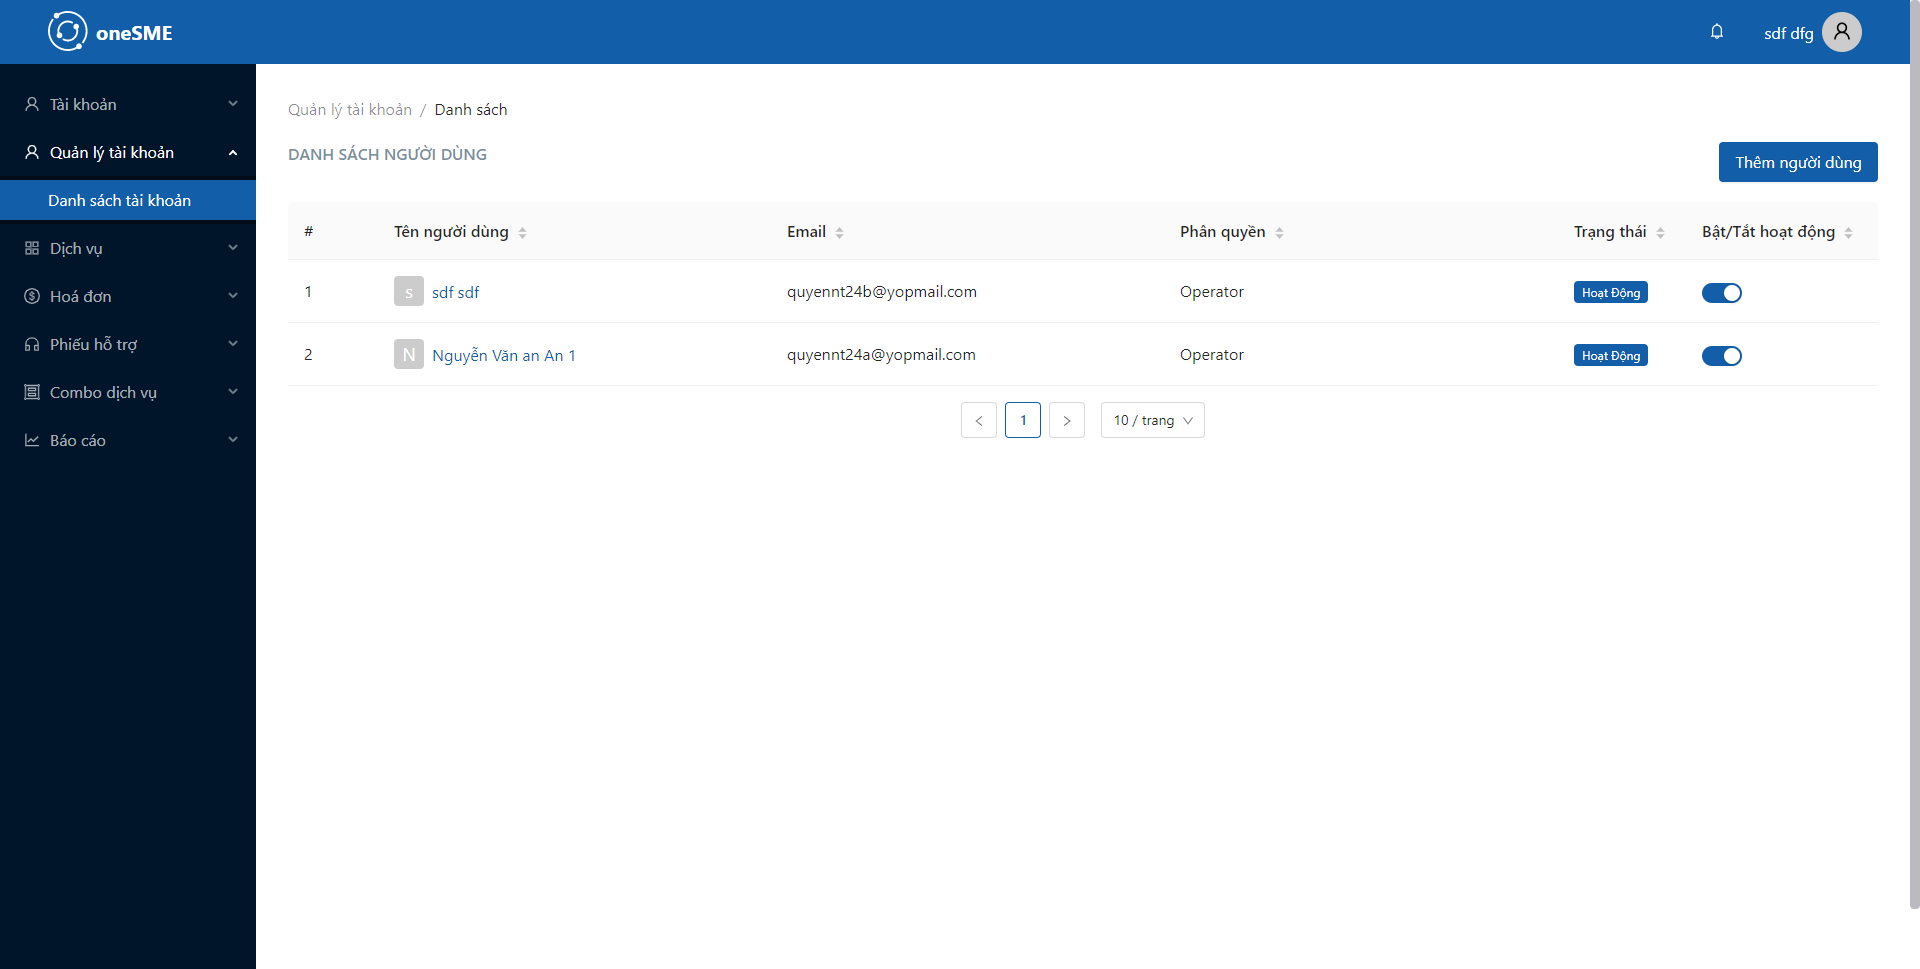 oneSME
sdf dfg
Tài khoản
Quản lý tài khoản
Danh sách tài khoản
Dịch vụ
Hoá đơn
Phiếu hỗ trợ
Combo dịch vụ
Báo cáo
Quản lý tài khoản / Danh sách
DANH SÁCH NGƯỜI DÙNG
Thêm người dùng
# Tên người dùng Email Phân quyền Trạng thái Bật/Tắt hoạt động
1 s sdf sdf quyennt24b@yopmail.com Operator Hoạt Động
2 N Nguyễn Văn an An 1 quyennt24a@yopmail.com Operator Hoạt Động
< 1 > 10 / trang